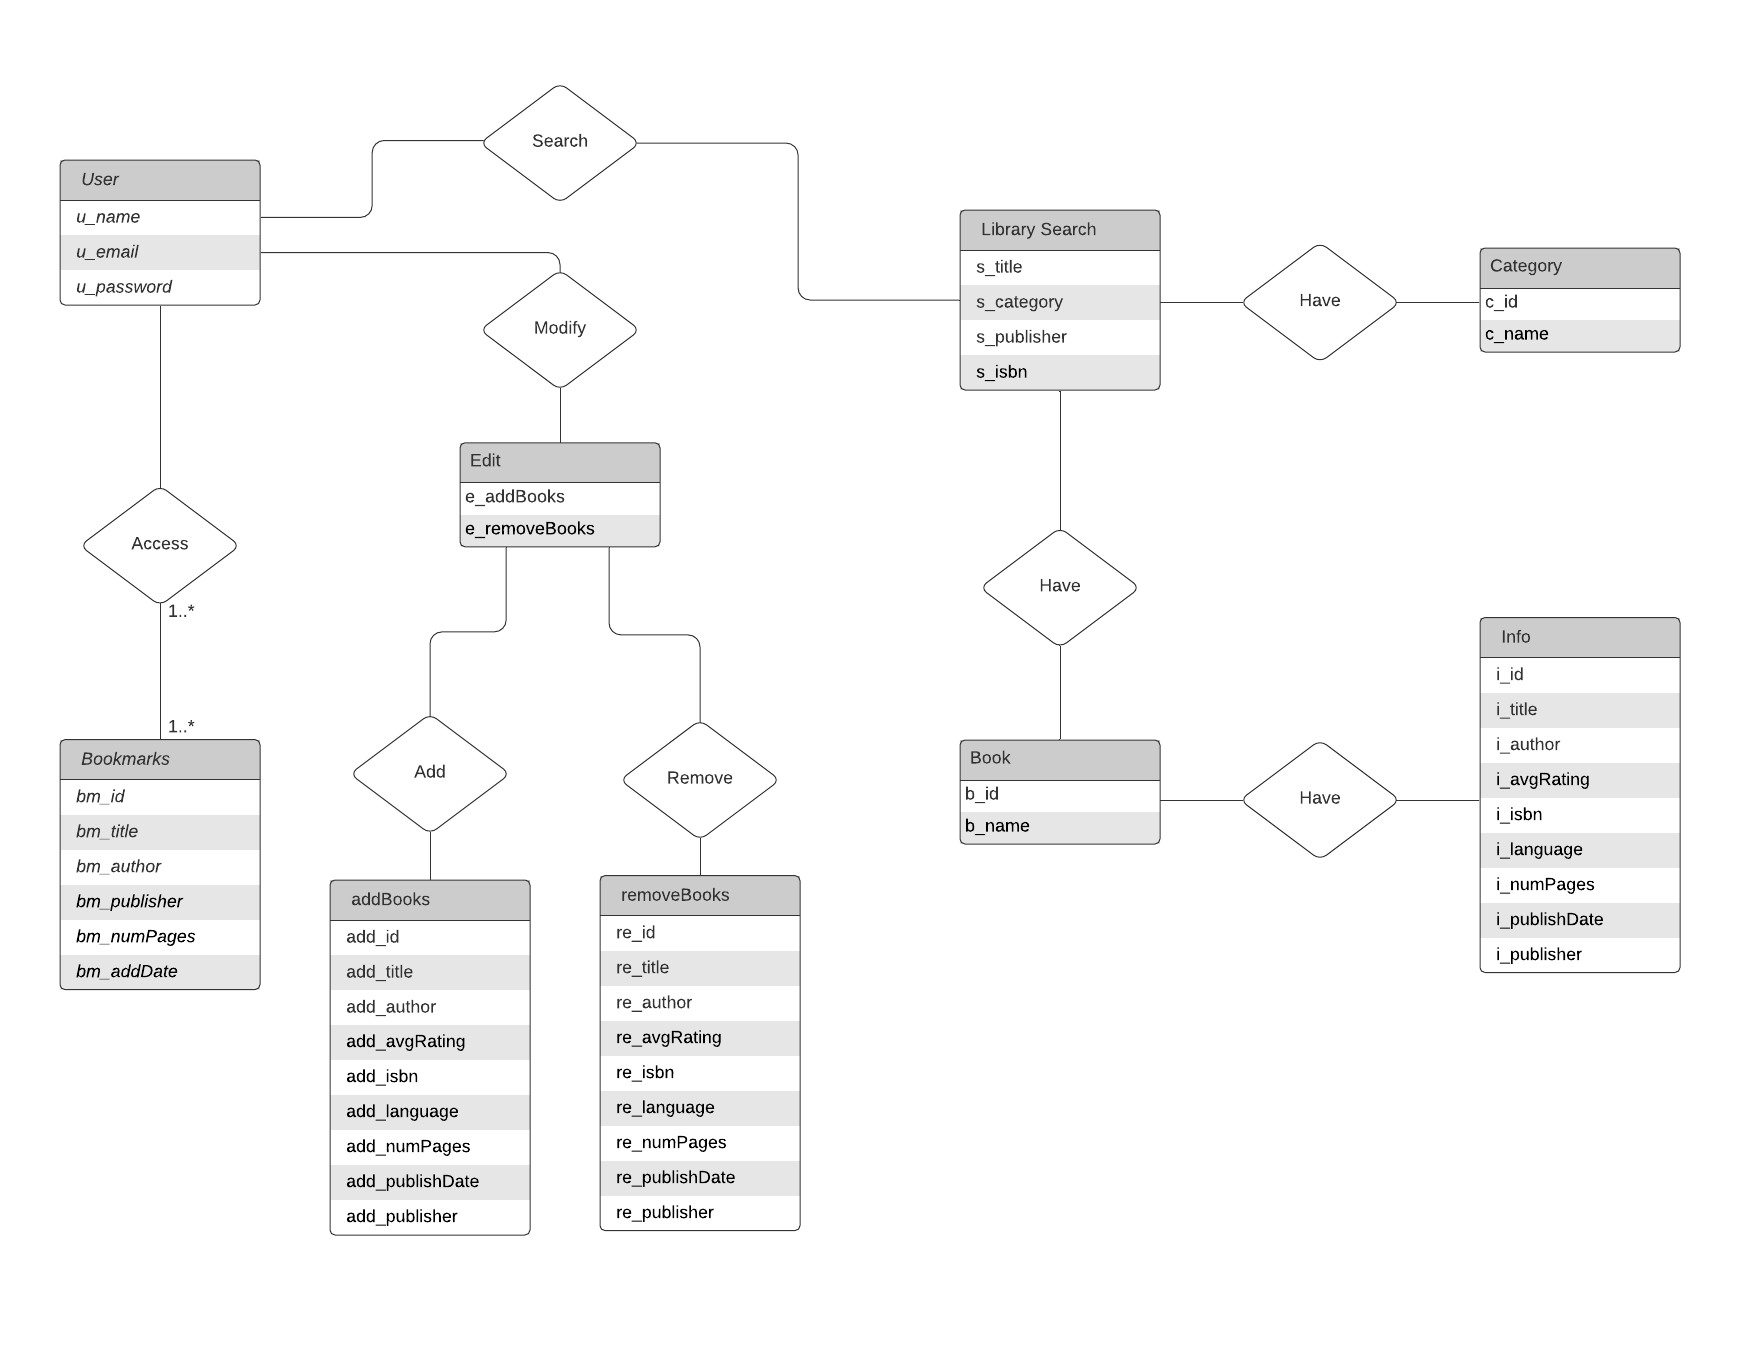 Search
User
u_name
u_email
u_password
Modify
Library Search
s_title
s_category
s_publisher
s_isbn
Have
Category
c_id
c_name
Edit
e_addBooks
e_removeBooks
Access
1..*
1..*
Have
Bookmarks
bm_id
bm_title
bm_author
bm_publisher
bm_numPages
bm_addDate
Add
Remove
Book
b_id
b_name
Have
Info
i_id
i_title
i_author
i_avgRating
i_isbn
i_language
i_numPages
i_publishDate
i_publisher
addBooks
add_id
add_title
add_author
add_avgRating
add_isbn
add_language
add_numPages
add_publishDate
add_publisher
removeBooks
re_id
re_title
re_author
re_avgRating
re_isbn
re_language
re_numPages
re_publishDate
re_publisher